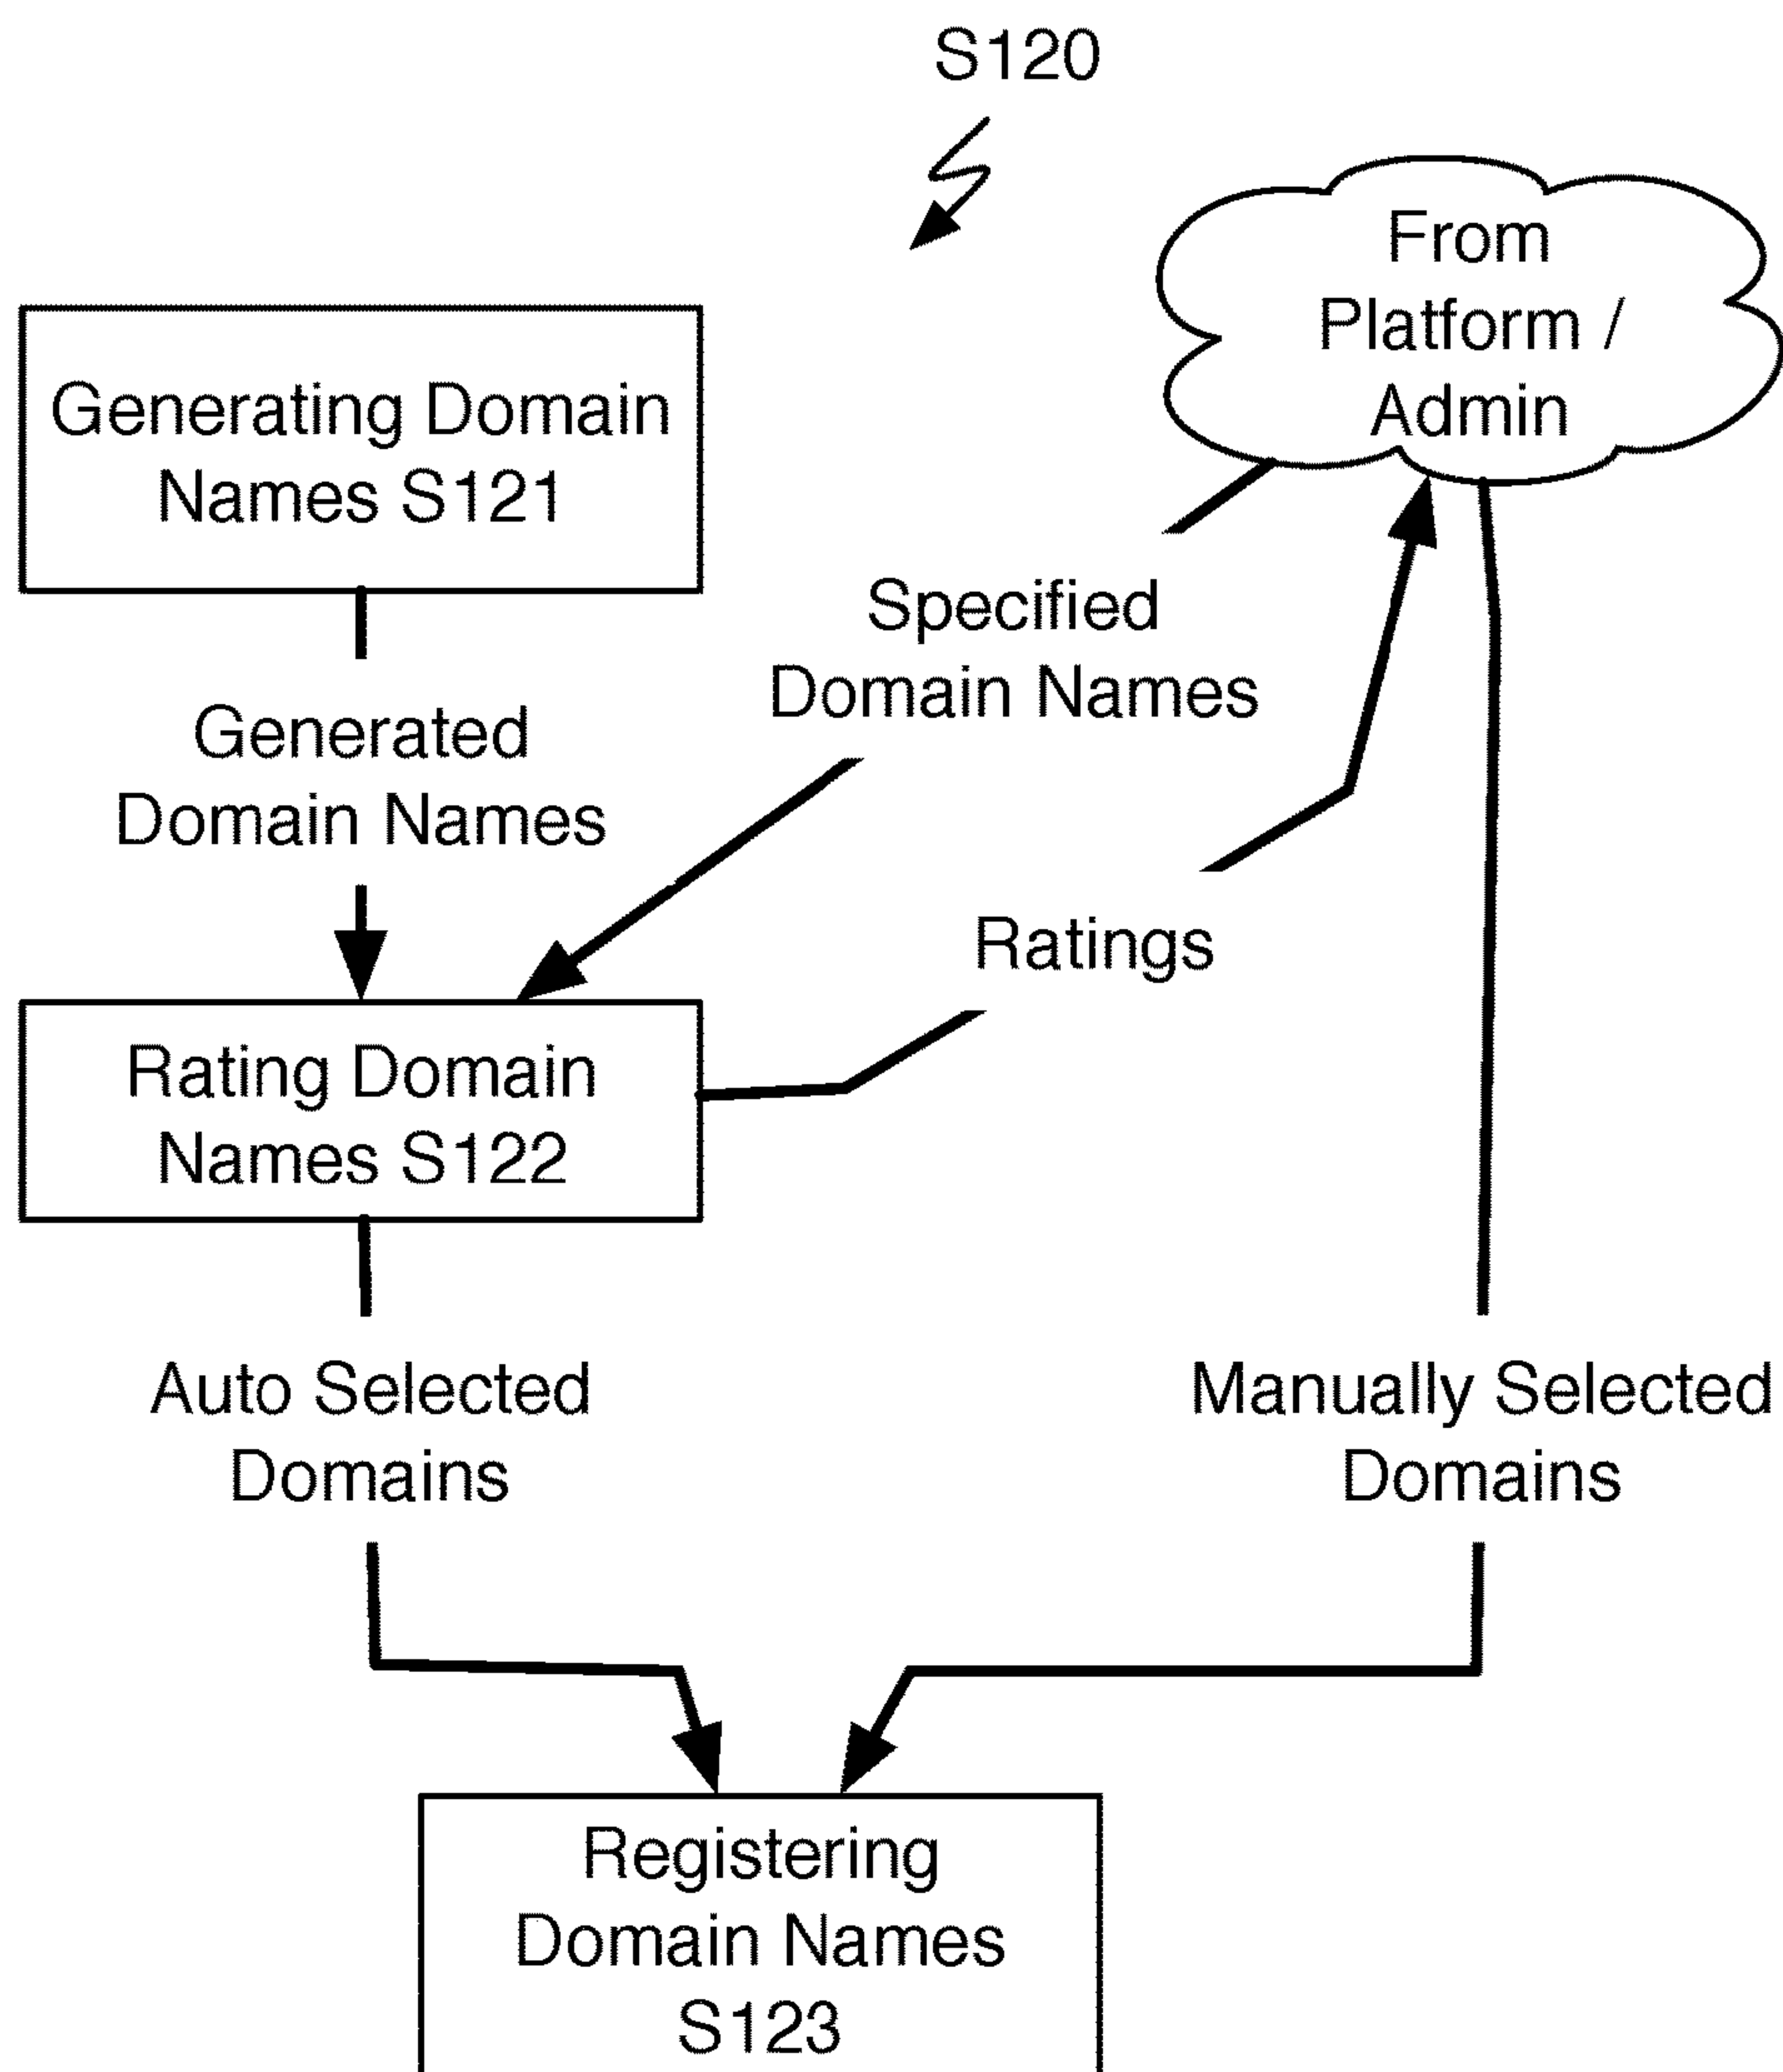 S120
From
Platform /
Admin
Generating Domain
Names S121
Specified
Domain Names
Generated
Domain Names
Ratings
Rating Domain
Names S122
Auto Selected
Domains
Manually Selected
Domains
Registering
Domain Names
S123